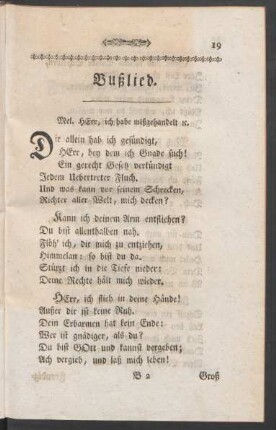 19
Bußlied.
Mel. HErr, ich habe mißgehandelt ꝛc.
Dir allein hab ich gesündigt,
HErr, bey dem ich Gnade such!
Ein gerecht Gesetz verkündigt
Jedem Uebertreter Fluch.
Und was kann vor seinem Schrecken,
Richter aller Welt, mich decken?
Kann ich deinem Arm entfliehen?
Du bist allenthalben nah,
Flöh' ich, dir mich zu entziehen,
Himmelan: so bist du da.
Stürzt ich in die Tiefe nieder:
Deine Rechte hält mich wieder.
HErr, ich flieh in deine Hände!
Außer dir ist keine Ruh.
Dein Erbarmen hat kein Ende:
Wer ist gnädiger, als du?
Du bist GOtt und kannst vergeben;
Ach vergieb, und laß mich leben!
B 2 Groß